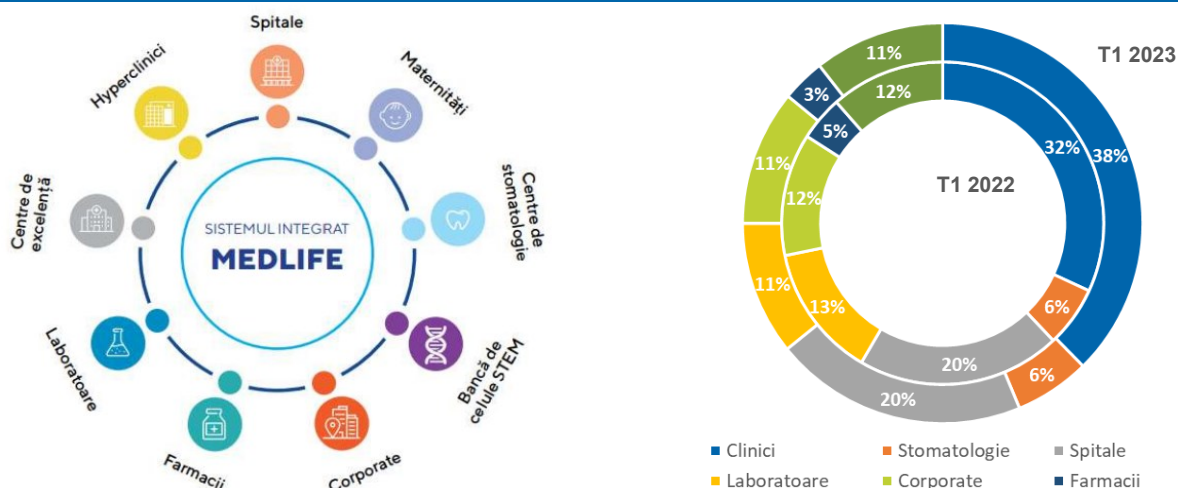 Spitale
Maternități
Centre de
stomatologie
Bancă de
celule STEM
Corporate
Farmacii
Laboratoare
Centre de
excelență
Hyperclinici
SISTEMUL INTEGRAT
MEDLIFE
T1 2023
T1 2022
38%
6%
20%
11%
11%
3%
11%
32%
6%
20%
13%
12%
5%
12%
Clinici
Stomatologie
Spitale
Laboratoare
Corporate
Farmacii